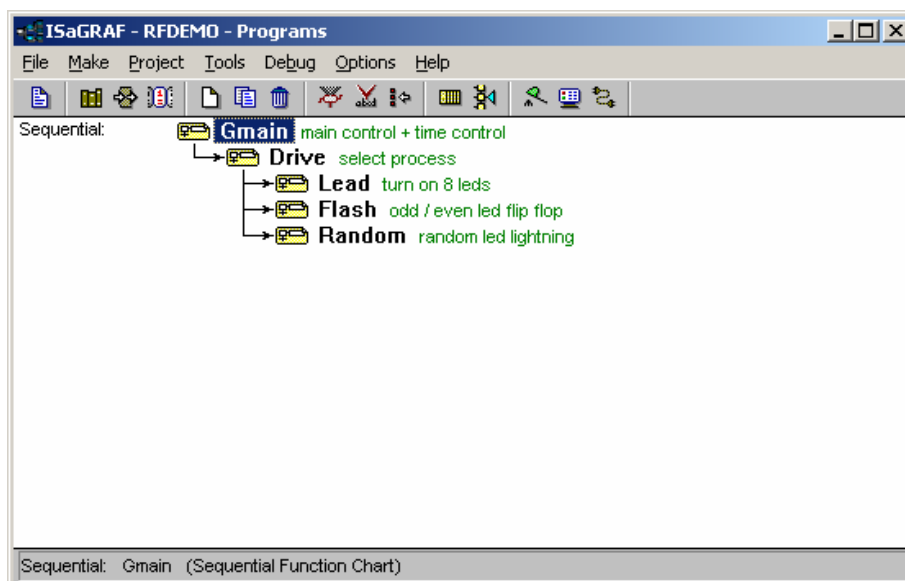 ISaGRAF - RFDEMO - Programs
File Make Project Tools Debug Options Help
Sequential: Gmain main control + time control
Drive select process
Lead turn on 8 leds
Flash odd / even led flip flop
Random random led lightning
Sequential: Gmain (Sequential Function Chart)